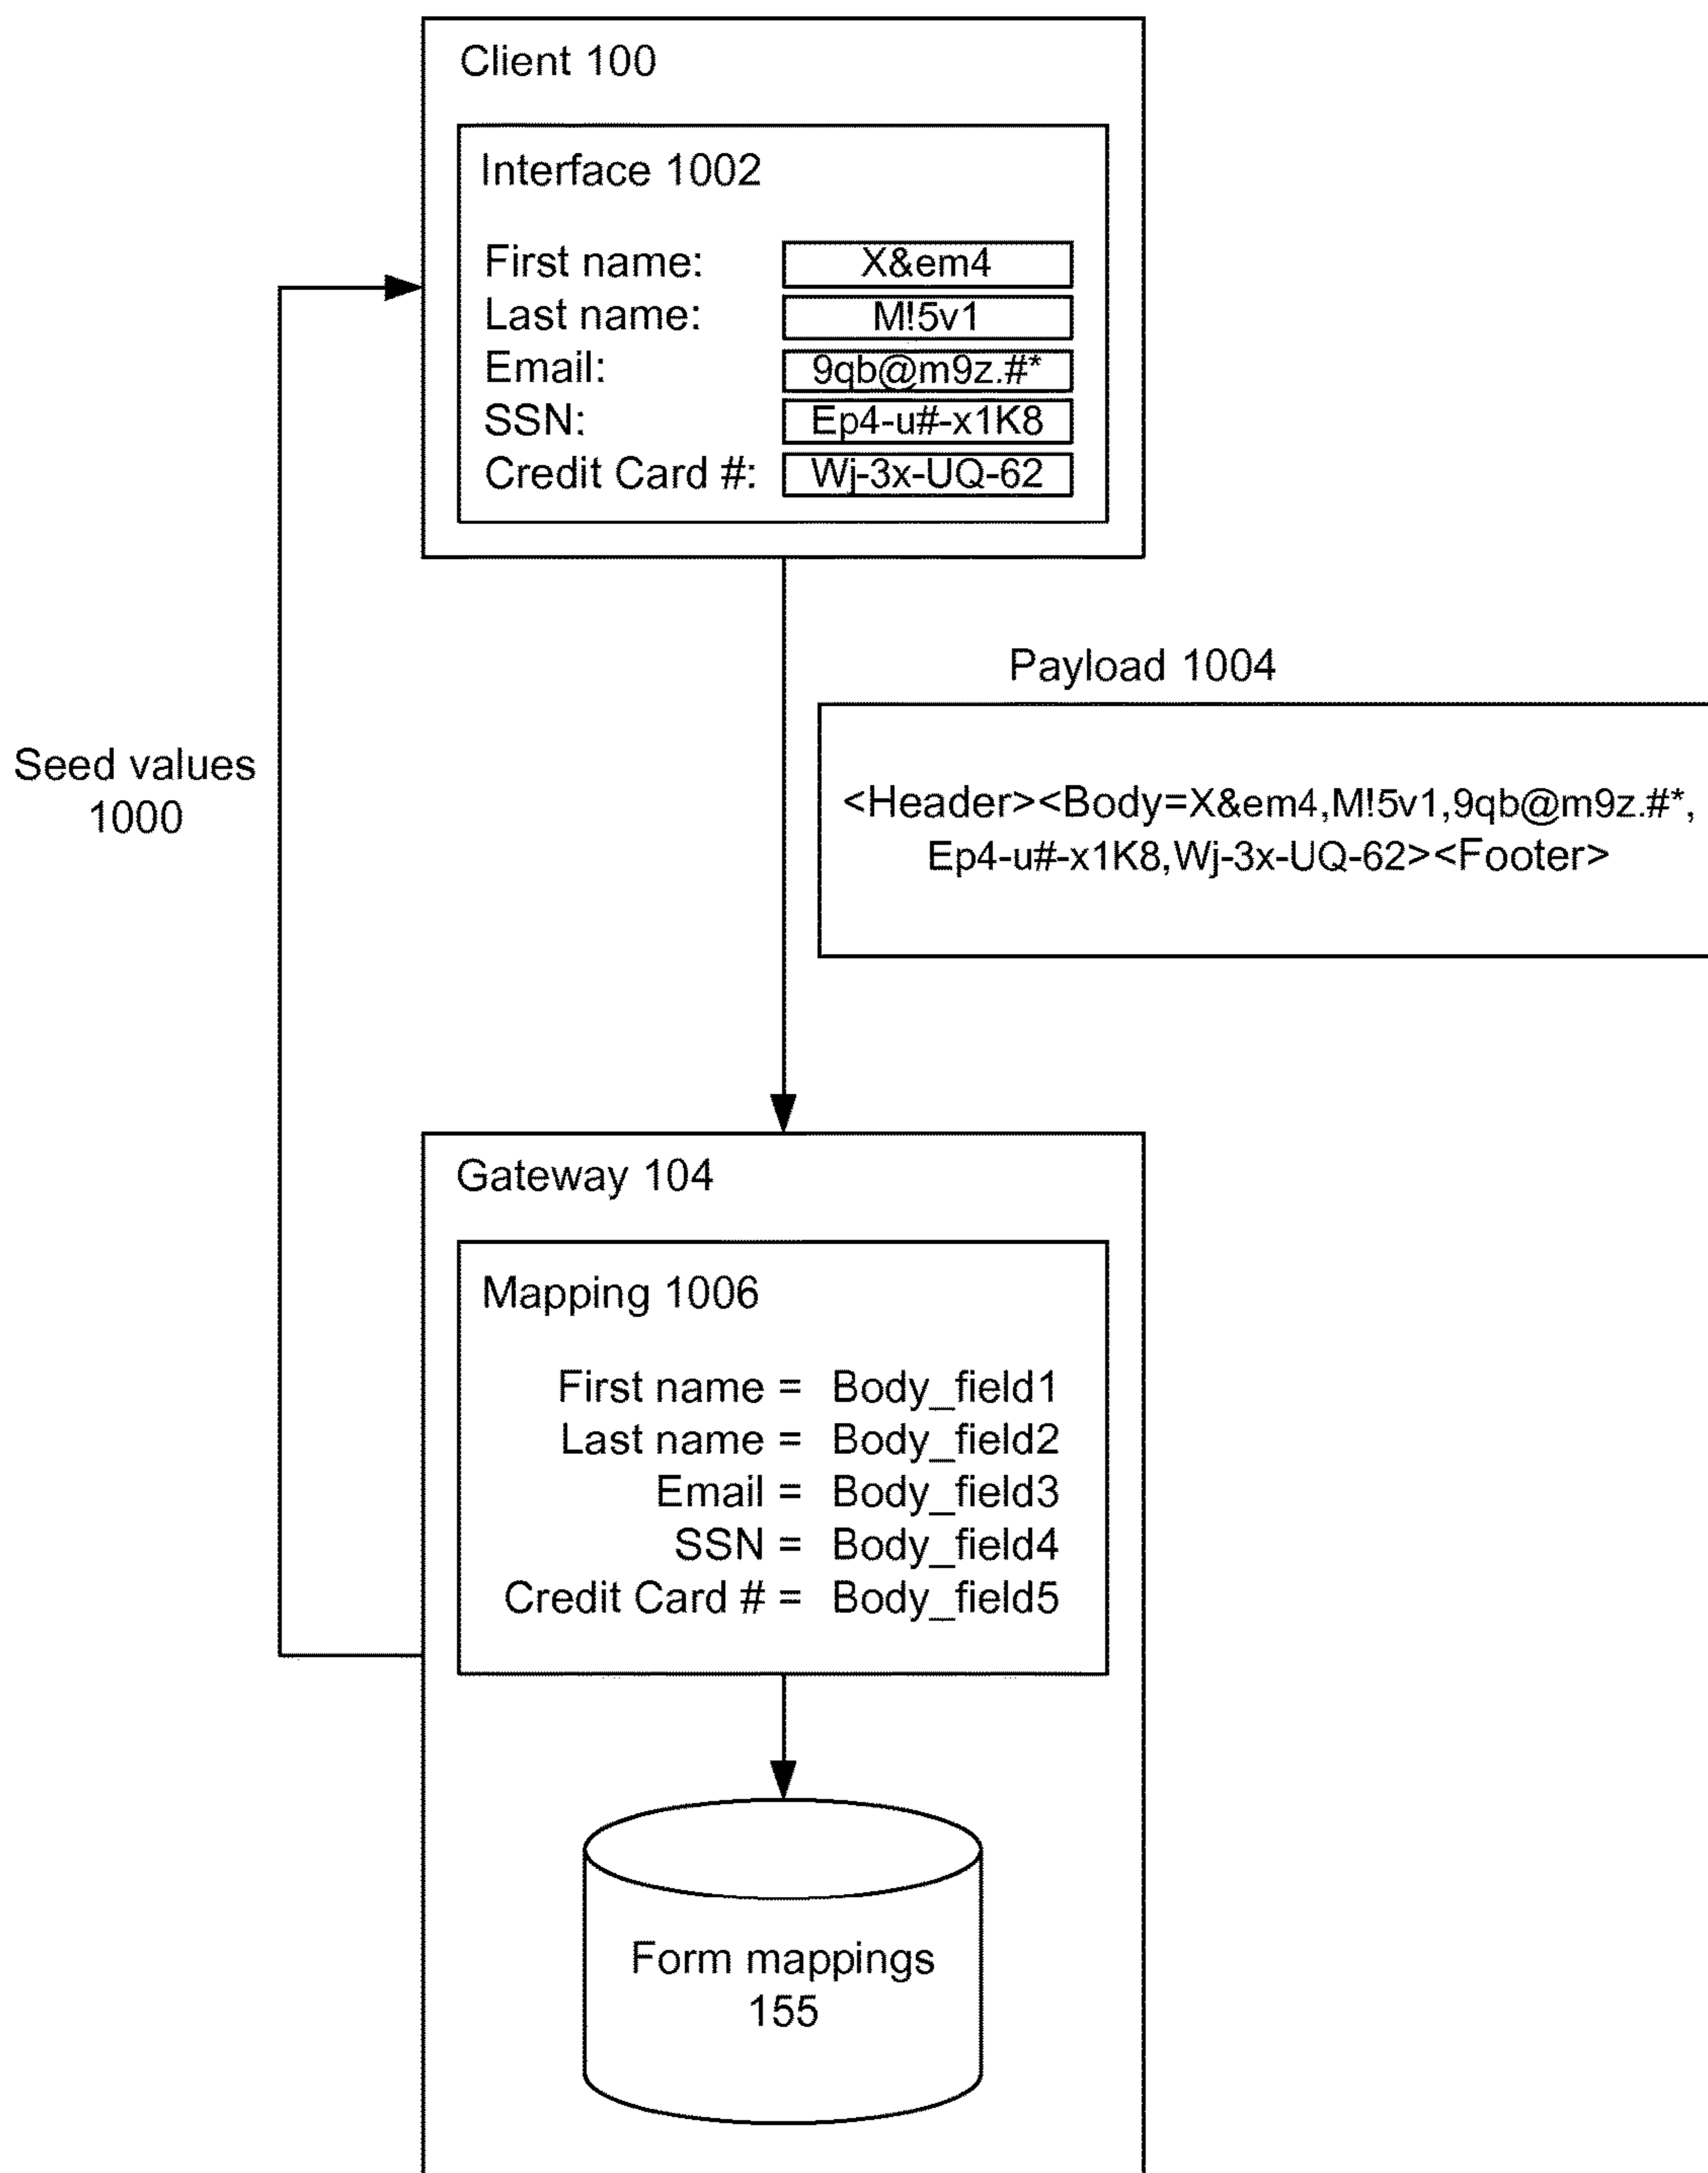 Client 100
Interface 1002
First name: X&em4
Last name: M!5v1
Email: 9qb@m9z.#*
SSN: Ep4-u#-x1K8
Credit Card #: Wj-3x-UQ-62
Payload 1004
<Header><Body=X&em4,M!5v1,9qb@m9z.#*,
Ep4-u#-x1K8,Wj-3x-UQ-62><Footer>
Seed values
1000
Gateway 104
Mapping 1006
First name = Body_field1
Last name = Body_field2
Email = Body_field3
SSN = Body_field4
Credit Card # = Body_field5
Form mappings
155